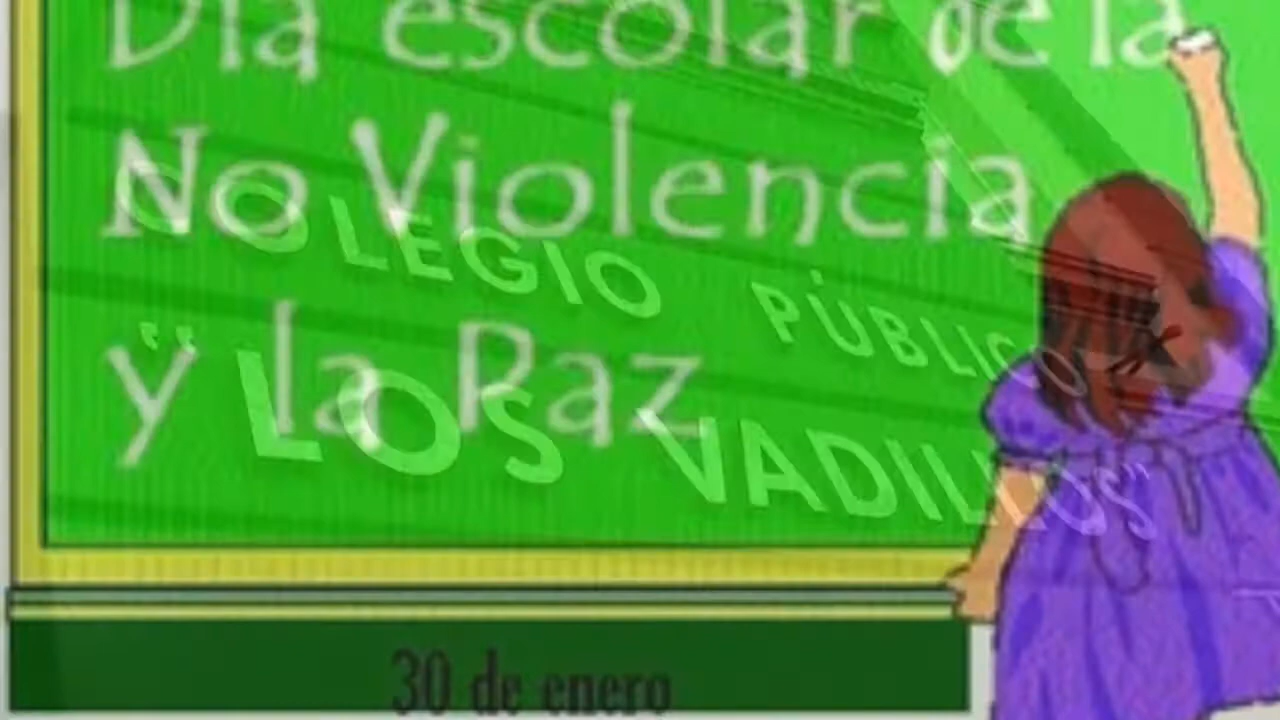 Día escolar de la
No Violencia
y la Paz
COLEGIO PÚBLICO
"LOS VADILLOS"
30 de enero